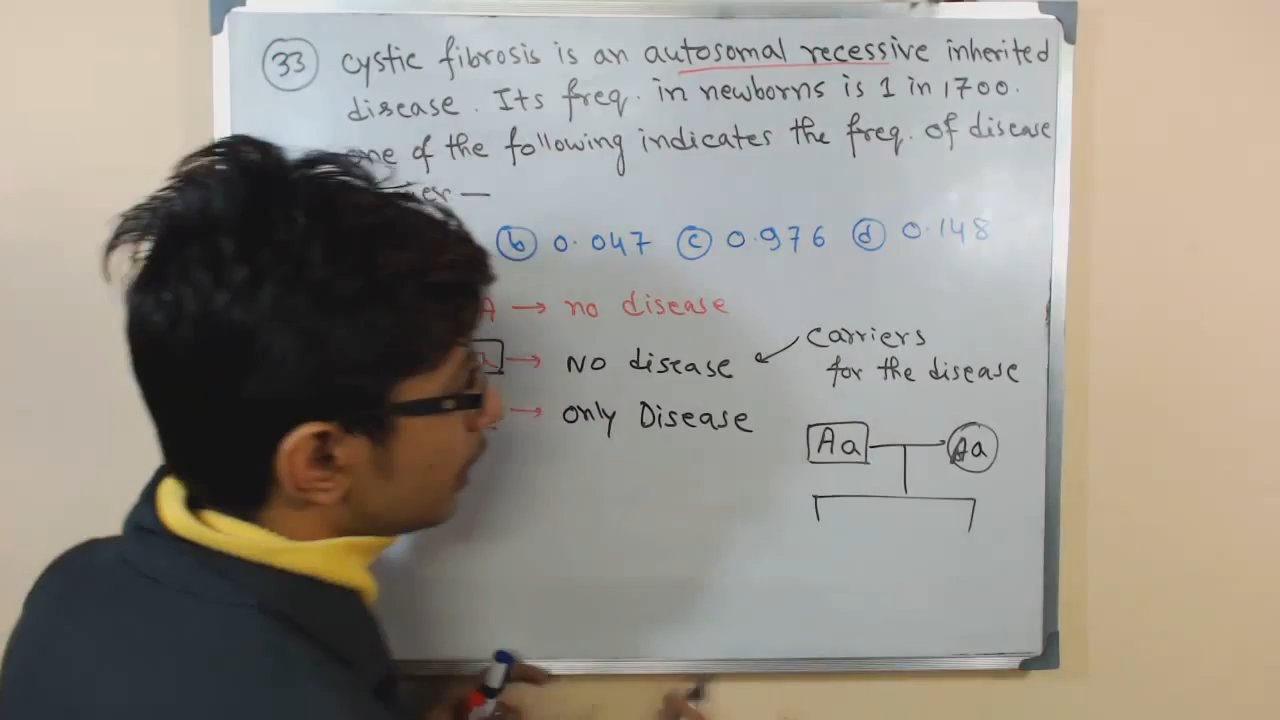 33 cystic fibrosis is an autosomal recessive inherited
disease. Its freq. in newborns is 1 in 1700.
one of the following indicates the freq. of disease
—
b 0.047 c 0.976 d 0.148
A → no disease
→ NO disease ↙ carriers
for the disease
→ only Disease
Aa Aa